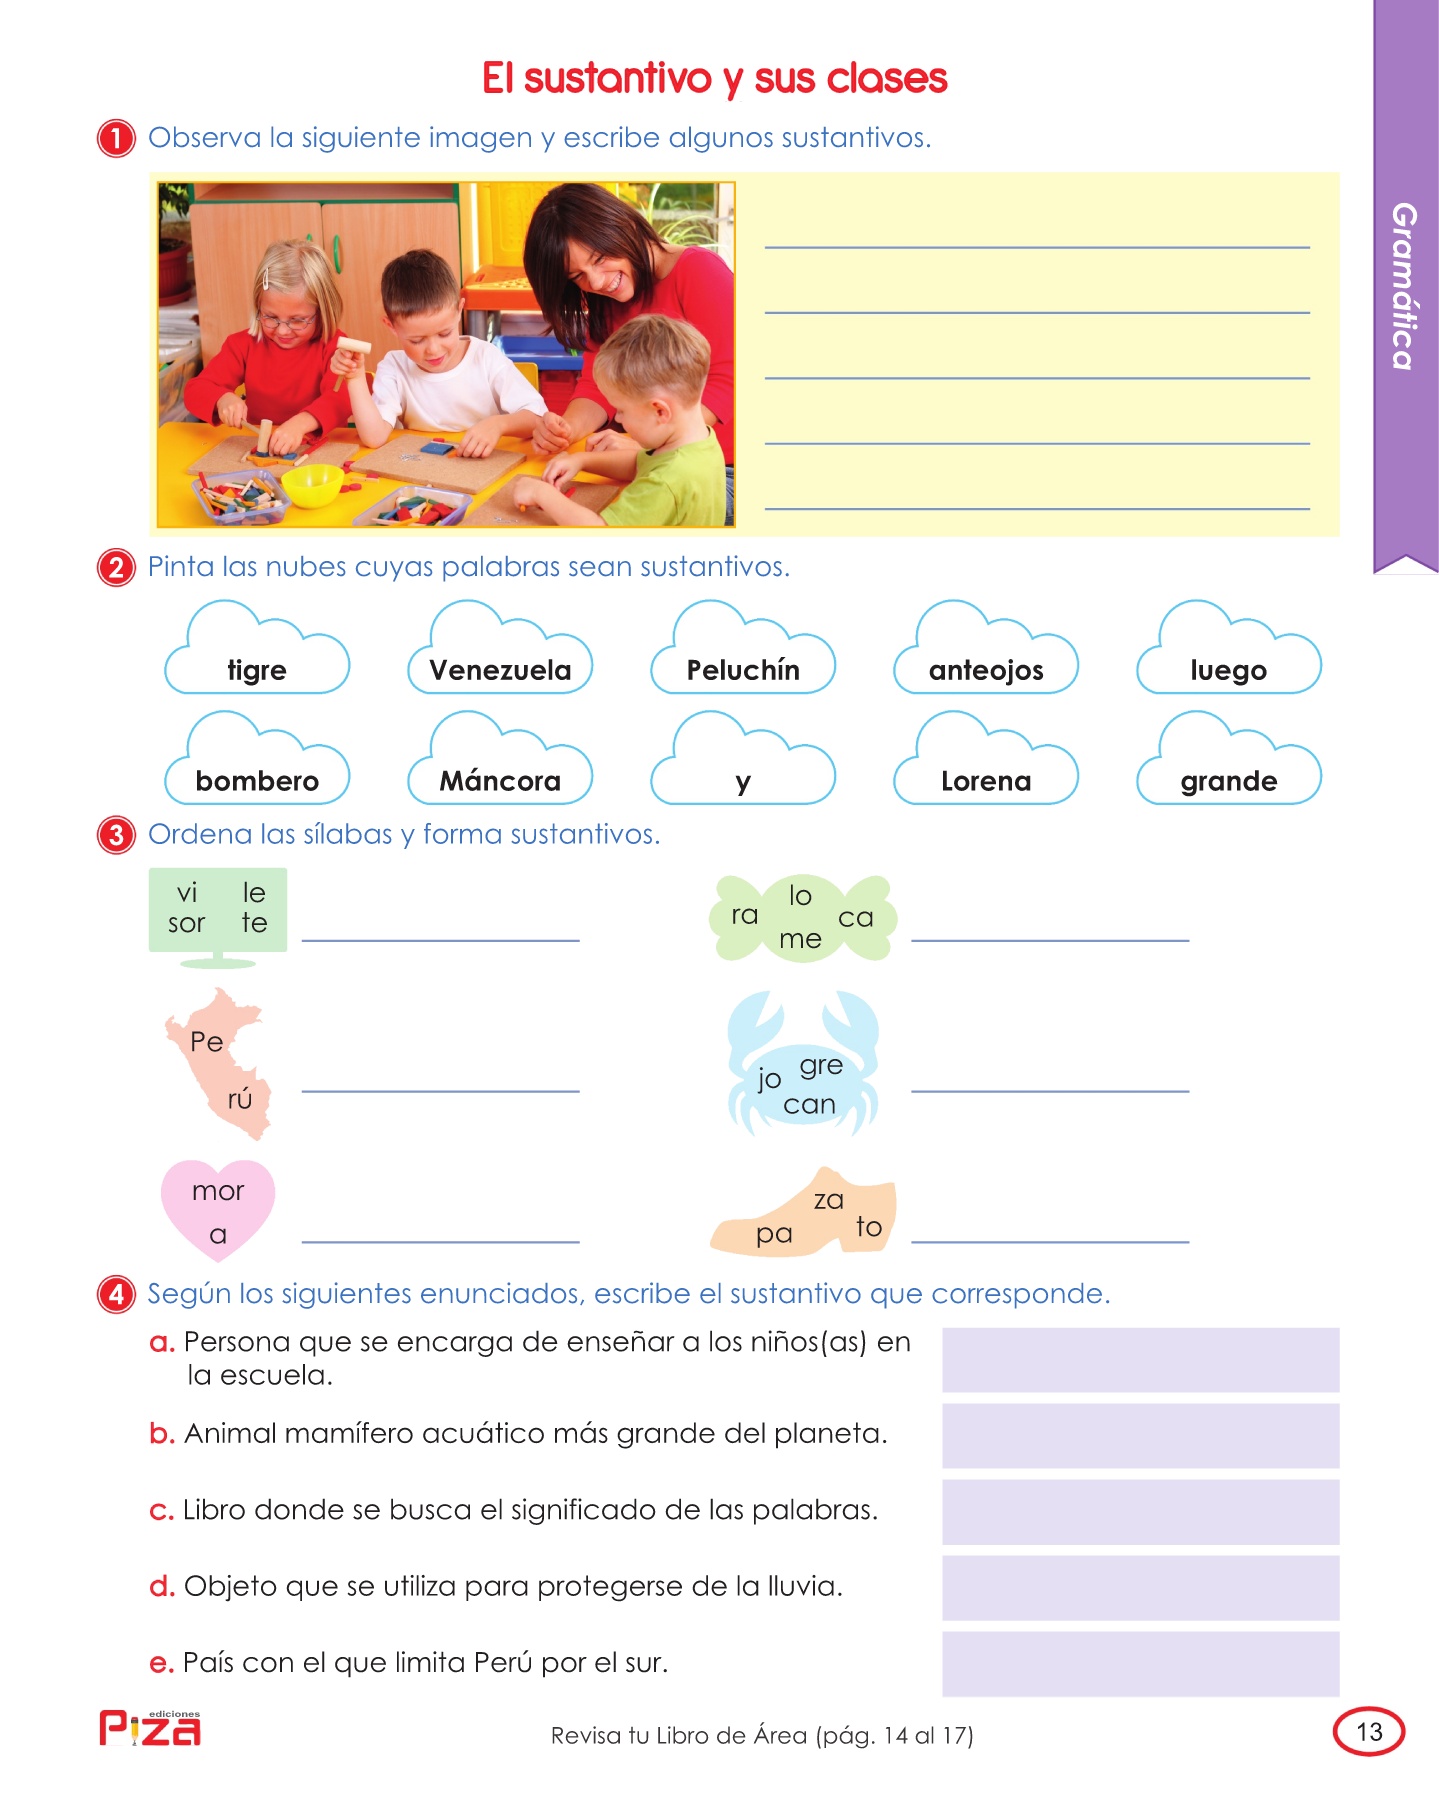 El sustantivo y sus clases
1 Observa la siguiente imagen y escribe algunos sustantivos.
Gramática
2 Pinta las nubes cuyas palabras sean sustantivos.
tigre Venezuela Peluchín anteojos luego
bombero Máncora y Lorena grande
3 Ordena las sílabas y forma sustantivos.
vi le
sor te
lo
ra ca
me
Pe
rú
gre
jo
can
mor
a
za
pa to
4 Según los siguientes enunciados, escribe el sustantivo que corresponde.
a. Persona que se encarga de enseñar a los niños(as) en
la escuela.
b. Animal mamífero acuático más grande del planeta.
c. Libro donde se busca el significado de las palabras.
d. Objeto que se utiliza para protegerse de la lluvia.
e. País con el que limita Perú por el sur.
ediciones
Piza
Revisa tu Libro de Área (pág. 14 al 17)
13